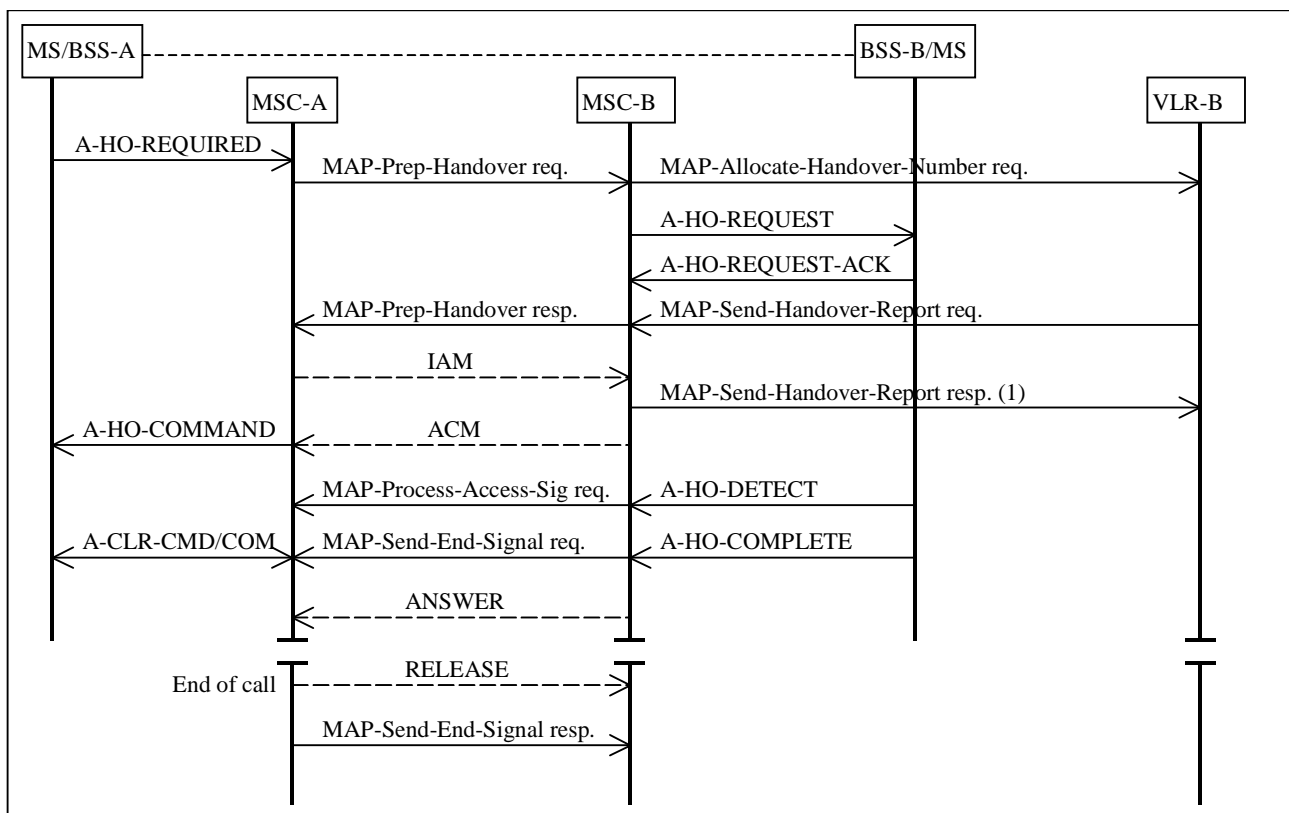 MS/BSS-A
BSS-B/MS
MSC-A
MSC-B
VLR-B
A-HO-REQUIRED
MAP-Prep-Handover req.
MAP-Allocate-Handover-Number req.
A-HO-REQUEST
A-HO-REQUEST-ACK
MAP-Prep-Handover resp.
MAP-Send-Handover-Report req.
IAM
MAP-Send-Handover-Report resp. (1)
A-HO-COMMAND
ACM
MAP-Process-Access-Sig req.
A-HO-DETECT
A-CLR-CMD/COM
MAP-Send-End-Signal req.
A-HO-COMPLETE
ANSWER
RELEASE
End of call
MAP-Send-End-Signal resp.